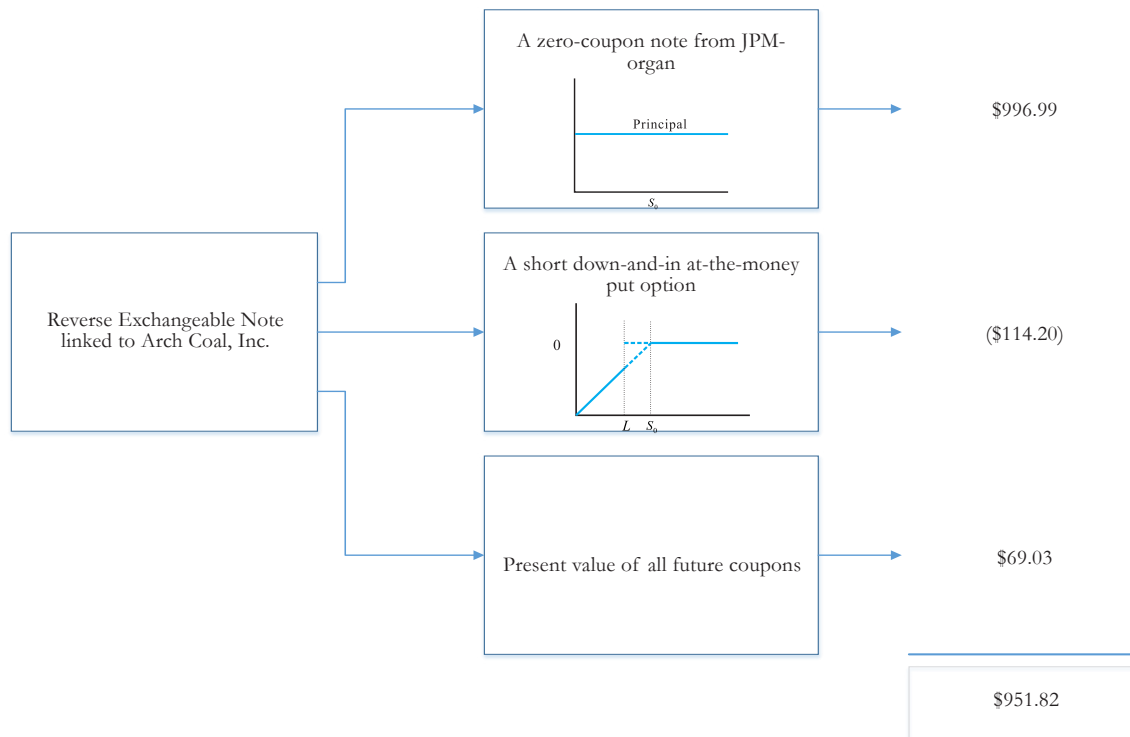 A zero-coupon note from JPM-
organ
Principal
S₀
$996.99
Reverse Exchangeable Note
linked to Arch Coal, Inc.
A short down-and-in at-the-money
put option
0
L S₀
($114.20)
Present value of all future coupons
$69.03
$951.82